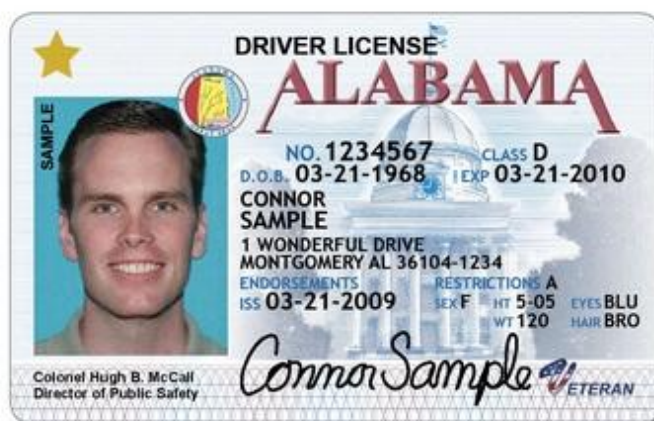 DRIVER LICENSE
ALABAMA
SAMPLE
NO. 1234567 CLASS D
D.O.B. 03-21-1968 EXP 03-21-2010
CONNOR
SAMPLE
1 WONDERFUL DRIVE
MONTGOMERY AL 36104-1234
ENDORSEMENTS RESTRICTIONS A
ISS 03-21-2009 SEX F HT 5-05 EYES BLU
WT 120 HAIR BRO
Colonel Hugh B. McCall
Director of Public Safety
Connor Sample
VETERAN